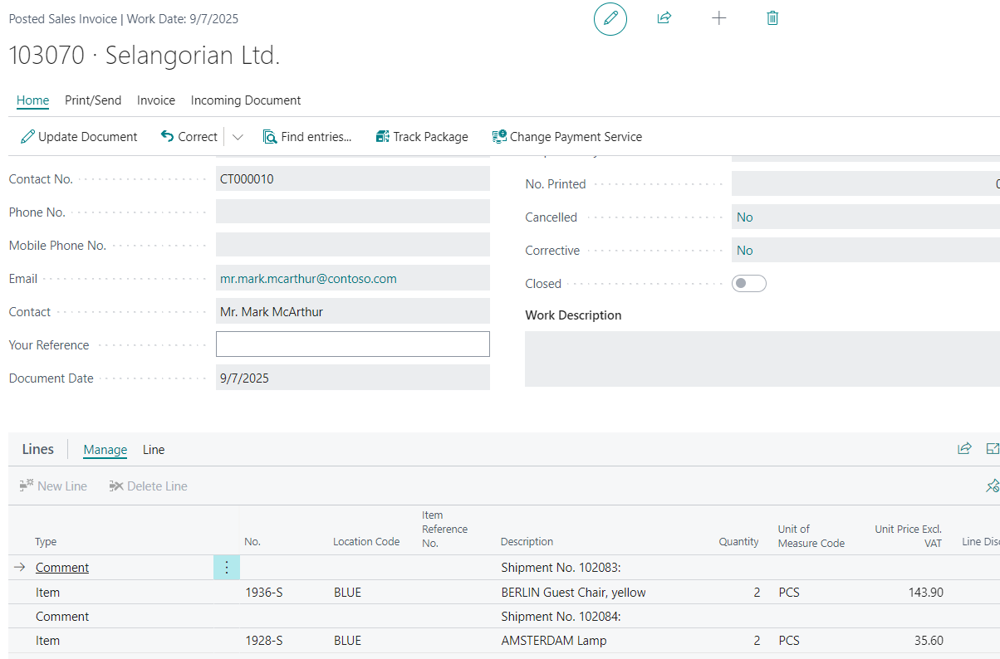 Posted Sales Invoice | Work Date: 9/7/2025
103070 · Selangorian Ltd.
Home Print/Send Invoice Incoming Document
Update Document Correct Find entries... Track Package Change Payment Service
Contact No. CT000010
Phone No.
Mobile Phone No.
Email mr.mark.mcarthur@contoso.com
Contact Mr. Mark McArthur
Your Reference
Document Date 9/7/2025
No. Printed 0
Cancelled No
Corrective No
Closed
Work Description
Lines Manage Line
New Line Delete Line
Type No. Location Code Item Reference No. Description Quantity Unit of Measure Code Unit Price Excl. VAT Line Disc
Comment Shipment No. 102083:
Item 1936-S BLUE BERLIN Guest Chair, yellow 2 PCS 143.90
Comment Shipment No. 102084:
Item 1928-S BLUE AMSTERDAM Lamp 2 PCS 35.60